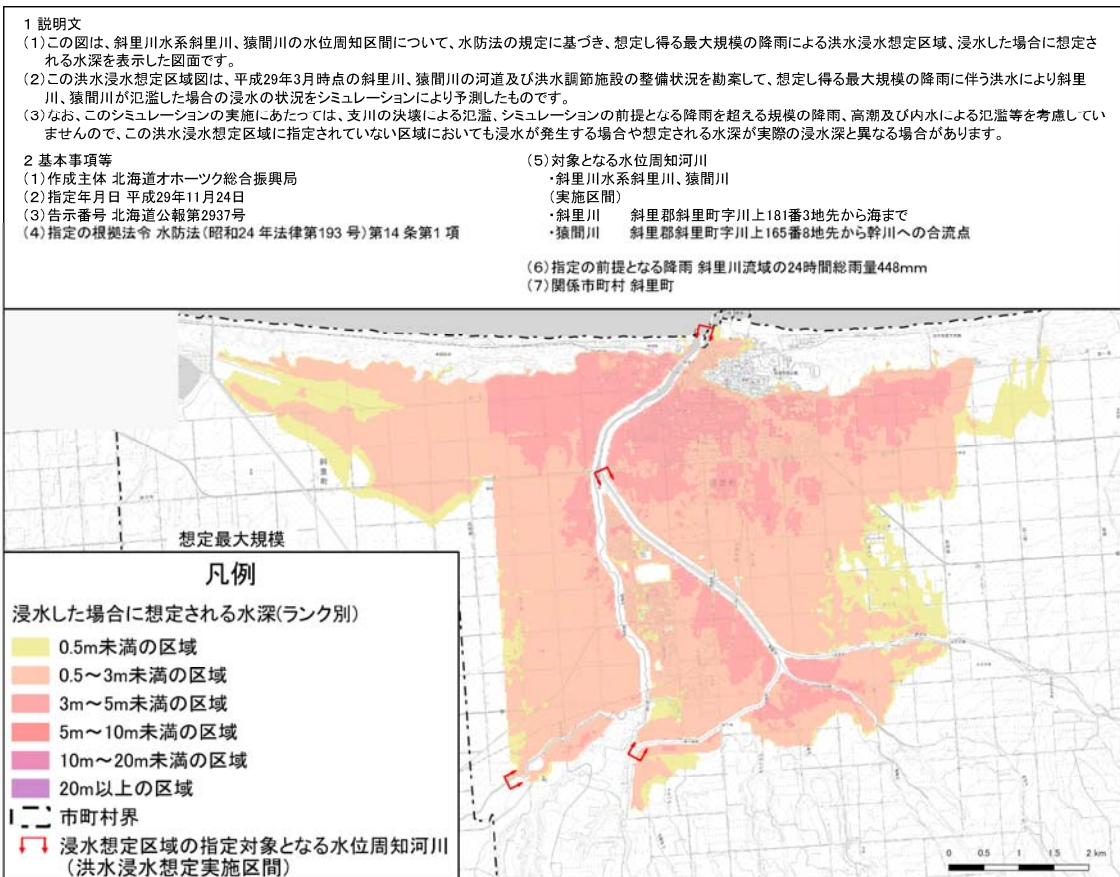 1 説明文
(1)この図は、斜里川水系斜里川、猿間川の水位周知区間について、水防法の規定に基づき、想定し得る最大規模の降雨による洪水浸水想定区域、浸水した場合に想定さ
れる水深を表示した図面です。
(2)この洪水浸水想定区域図は、平成29年3月時点の斜里川、猿間川の河道及び洪水調節施設の整備状況を勘案して、想定し得る最大規模の降雨に伴う洪水により斜里
川、猿間川が氾濫した場合の浸水の状況をシミュレーションにより予測したものです。
(3)なお、このシミュレーションの実施にあたっては、支川の決壊による氾濫、シミュレーションの前提となる降雨を超える規模の降雨、高潮及び内水による氾濫等を考慮してい
ませんので、この洪水浸水想定区域に指定されていない区域においても浸水が発生する場合や想定される水深が実際の浸水深と異なる場合があります。
2 基本事項等
(1)作成主体 北海道オホーツク総合振興局
(2)指定年月日 平成29年11月24日
(3)告示番号 北海道公報第2937号
(4)指定の根拠法令 水防法(昭和24 年法律第193 号)第14 条第1 項
(5)対象となる水位周知河川
・斜里川水系斜里川、猿間川
(実施区間)
・斜里川 斜里郡斜里町字川上181番3地先から海まで
・猿間川 斜里郡斜里町字川上165番8地先から幹川への合流点
(6)指定の前提となる降雨 斜里川流域の24時間総雨量448mm
(7)関係市町村 斜里町
斜里町
想定最大規模
凡例
浸水した場合に想定される水深(ランク別)
0.5m未満の区域
0.5～3m未満の区域
3m～5m未満の区域
5m～10m未満の区域
10m～20m未満の区域
20m以上の区域
市町村界
浸水想定区域の指定対象となる水位周知河川
(洪水浸水想定実施区間)
0 0.5 1 1.5 2 km